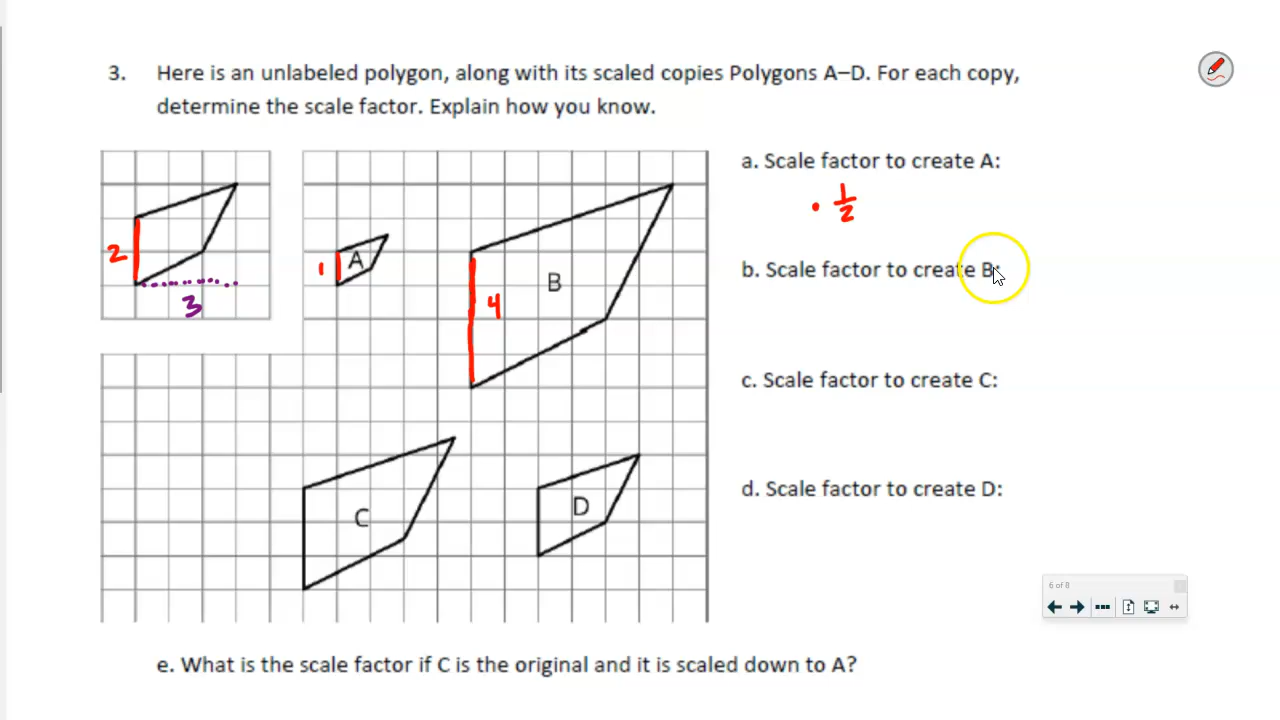 3. Here is an unlabeled polygon, along with its scaled copies Polygons A–D. For each copy,
determine the scale factor. Explain how you know.
a. Scale factor to create A:
· 1/2
b. Scale factor to create B:
c. Scale factor to create C:
d. Scale factor to create D:
2
3
1
A
4
B
C
D
6 of 8
e. What is the scale factor if C is the original and it is scaled down to A?